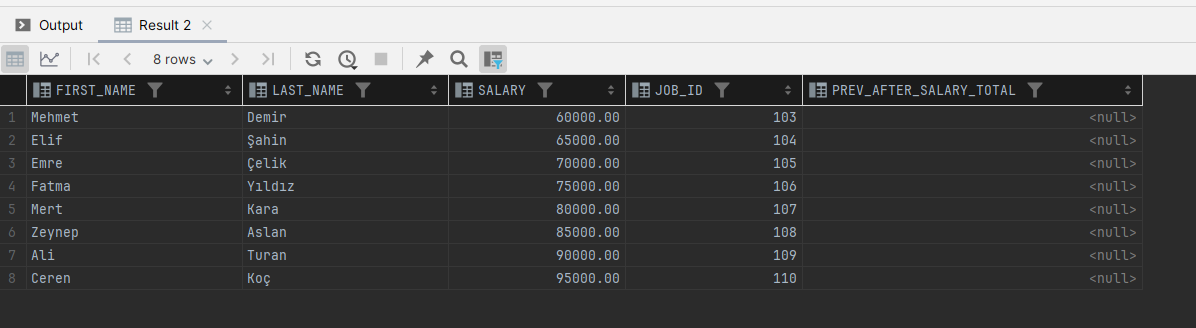 Output Result 2
8 rows
FIRST_NAME LAST_NAME SALARY JOB_ID PREV_AFTER_SALARY_TOTAL
1 Mehmet Demir 60000.00 103 <null>
2 Elif Şahin 65000.00 104 <null>
3 Emre Çelik 70000.00 105 <null>
4 Fatma Yıldız 75000.00 106 <null>
5 Mert Kara 80000.00 107 <null>
6 Zeynep Aslan 85000.00 108 <null>
7 Ali Turan 90000.00 109 <null>
8 Ceren Koç 95000.00 110 <null>